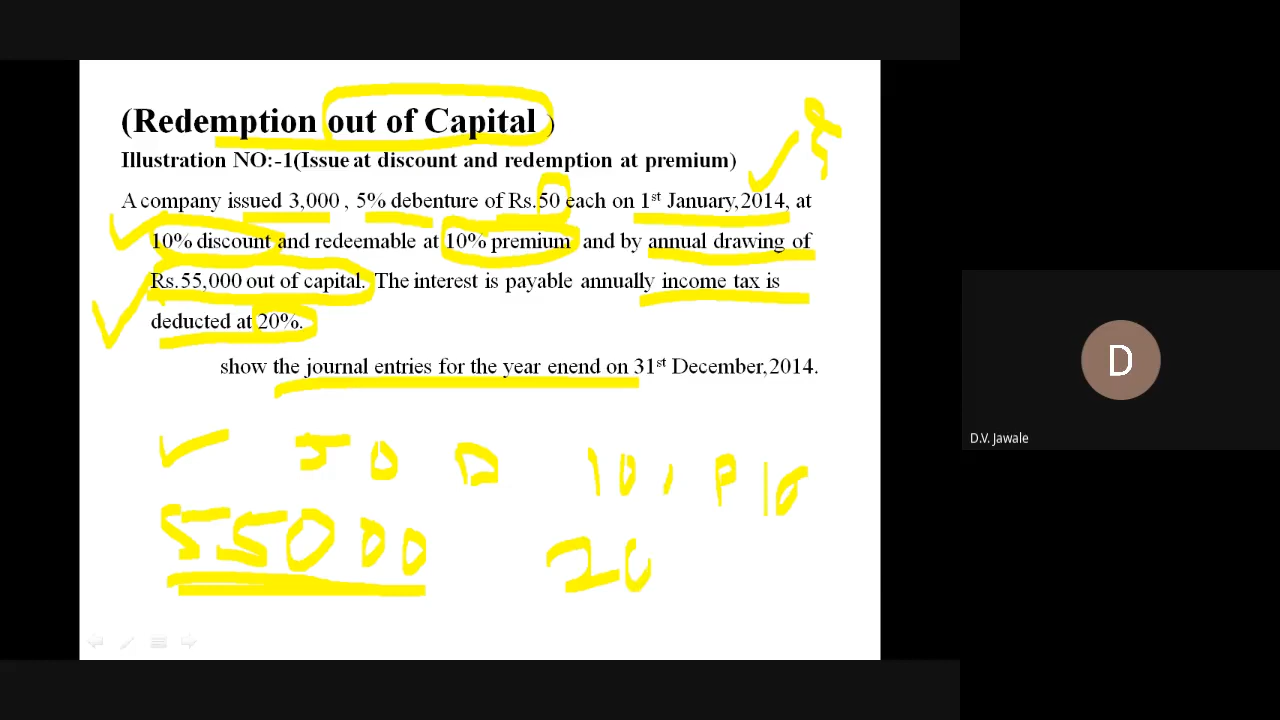 (Redemption out of Capital )
Illustration NO:-1(Issue at discount and redemption at premium)
A company issued 3,000 , 5% debenture of Rs.50 each on 1st January,2014, at
10% discount and redeemable at 10% premium and by annual drawing of
Rs.55,000 out of capital. The interest is payable annually income tax is
deducted at 20%.
show the journal entries for the year enend on 31st December,2014.
50 D 10,
55000
20
D
D.V. Jawale